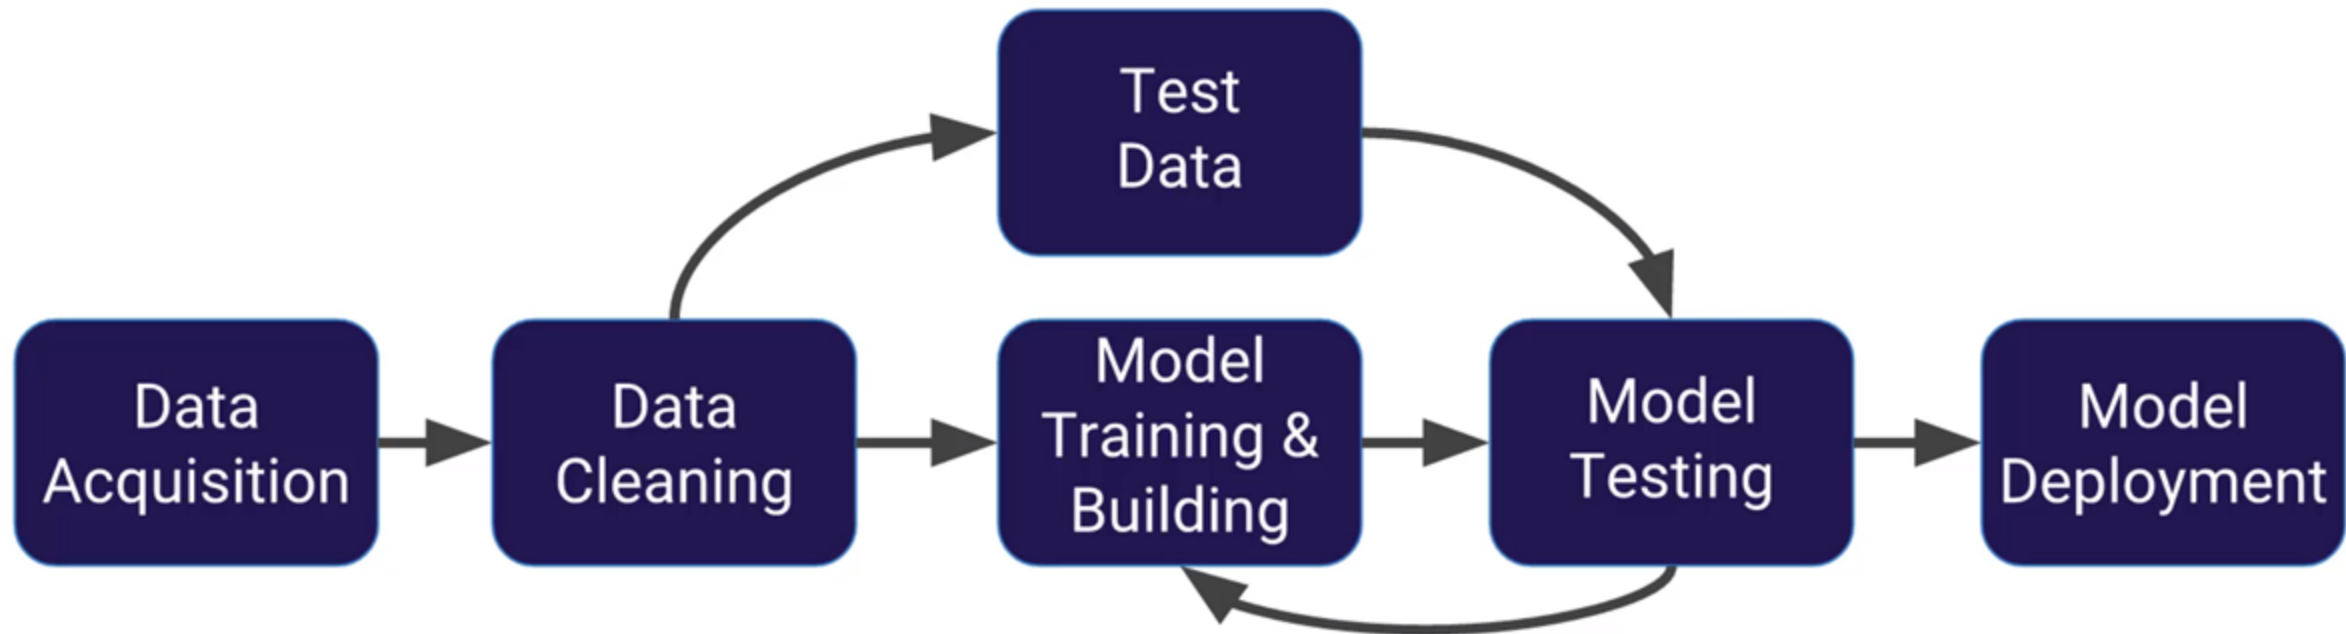 Test
Data
Data
Acquisition
Data
Cleaning
Model
Training &
Building
Model
Testing
Model
Deployment